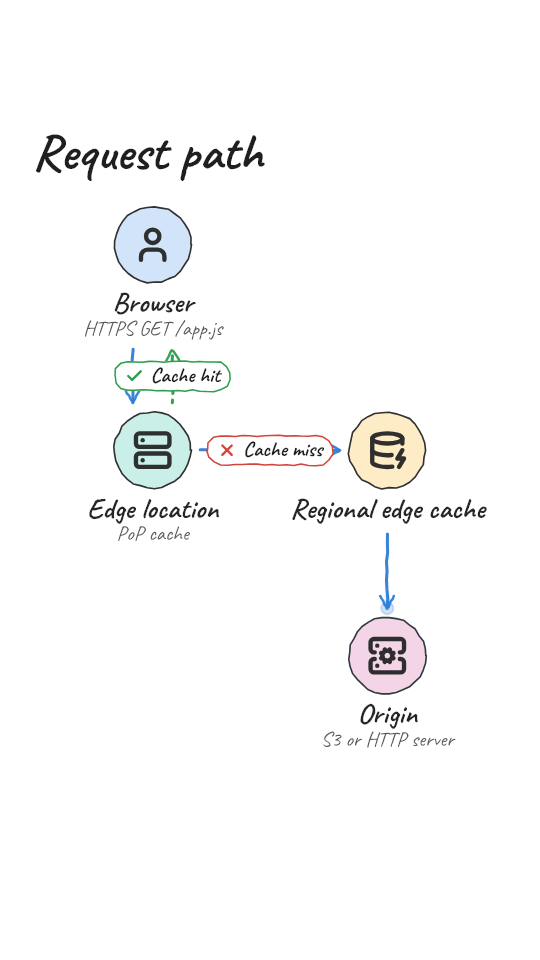 Request path
Browser
HTTPS GET /app.js
Cache hit
Cache miss
Edge location
PoP cache
Regional edge cache
Origin
S3 or HTTP server